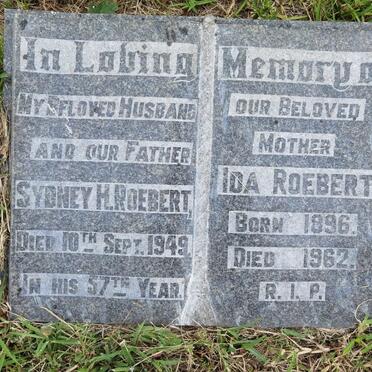 In Loving Memory o
My Beloved Husband
and our Father
Sydney H. Roebert
Died 10th Sept. 1949
In his 57th Year.
our Beloved
Mother
Ida Roebert
Born 1896.
Died 1962.
R.I.P.